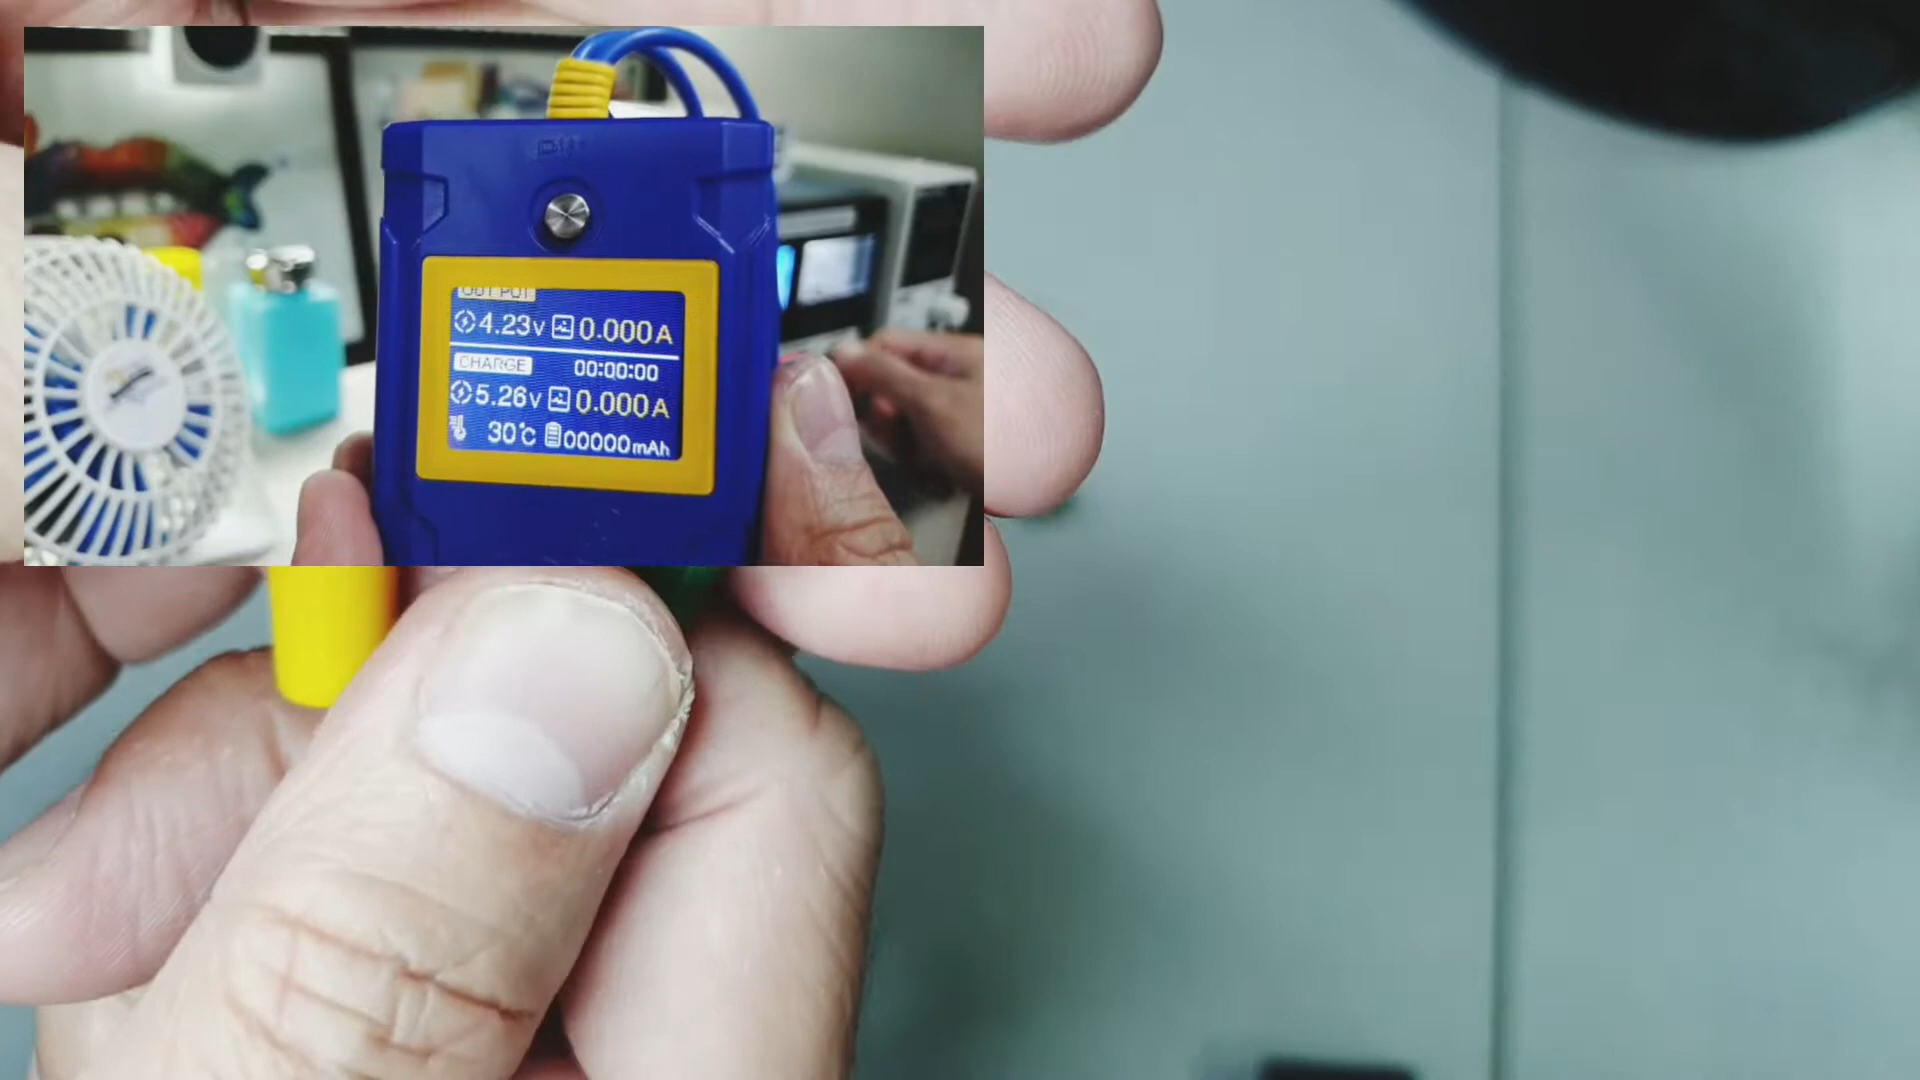 OUTPUT
4.23V 0.000A
CHARGE 00:00:00
5.26V 0.000A
30℃ 00000mAh